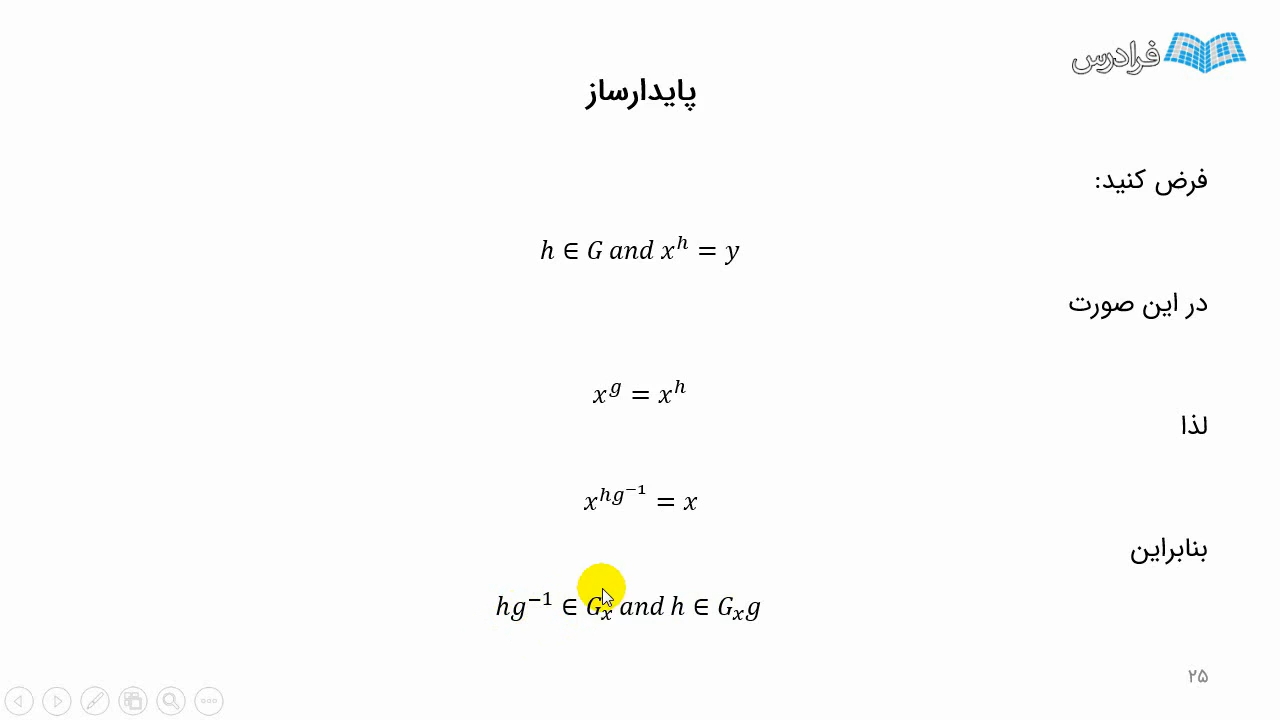 فرادرس
پایدارساز
فرض کنید:
h ∈ G and x^h = y
در این صورت
x^g = x^h
لذا
x^{hg^{-1}} = x
بنابراین
hg^{-1} ∈ G_x and h ∈ G_x g
۲۵